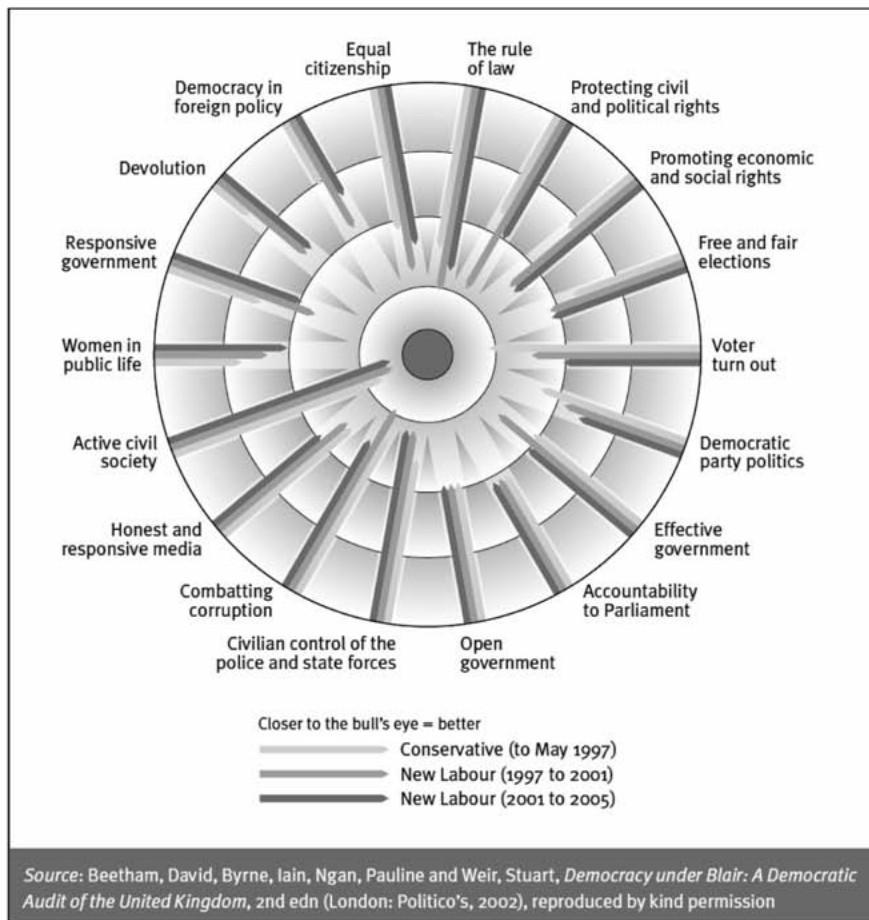 Equal
citizenship
The rule
of law
Protecting civil
and political rights
Promoting economic
and social rights
Free and fair
elections
Voter
turn out
Democratic
party politics
Effective
government
Accountability
to Parliament
Open
government
Civilian control of the
police and state forces
Combatting
corruption
Honest and
responsive media
Active civil
society
Women in
public life
Responsive
government
Devolution
Democracy in
foreign policy
Closer to the bull's eye = better
Conservative (to May 1997)
New Labour (1997 to 2001)
New Labour (2001 to 2005)
Source: Beetham, David, Byrne, Iain, Ngan, Pauline and Weir, Stuart, Democracy under Blair: A Democratic
Audit of the United Kingdom, 2nd edn (London: Politico's, 2002), reproduced by kind permission